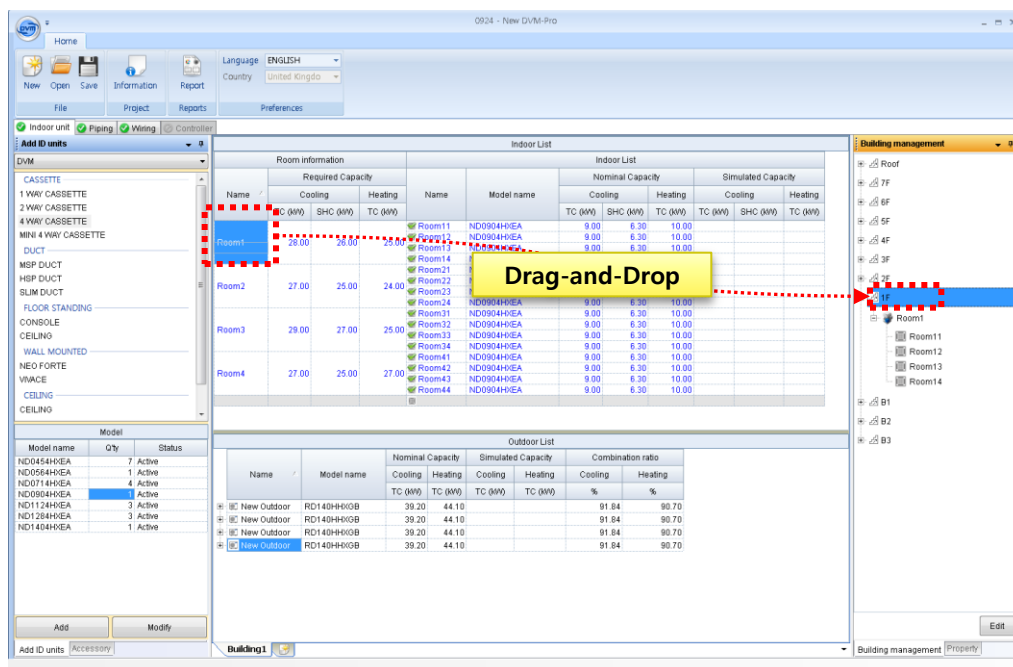 0924 - New DVM-Pro
DVM
Home
Language ENGLISH
Country United Kingdo
New Open Save Information Report
File Project Reports Preferences
Indoor unit Piping Wiring Controller
Add ID units
DVM
CASSETTE
1 WAY CASSETTE
2 WAY CASSETTE
4 WAY CASSETTE
MINI 4 WAY CASSETTE
DUCT
MSP DUCT
HSP DUCT
SLIM DUCT
FLOOR STANDING
CONSOLE
CEILING
WALL MOUNTED
NEO FORTE
VIVACE
CEILING
CEILING
Model
Model name Q'ty Status
ND0454HXEA 7 Active
ND0564HXEA 1 Active
ND0714HXEA 4 Active
ND0904HXEA 1 Active
ND1124HXEA 3 Active
ND1284HXEA 3 Active
ND1404HXEA 1 Active
Add Modify
Add ID units Accessory
Indoor List
Room information Indoor List
Required Capacity Nominal Capacity Simulated Capacity
Name Cooling Heating Name Model name Cooling Heating Cooling Heating
TC (kW) SHC (kW) TC (kW) TC (kW) SHC (kW) TC (kW) TC (kW) SHC (kW) TC (kW)
Room11 ND0904HXEA 9.00 6.30 10.00
Room1 28.00 26.00 25.00 Room12 ND0904HXEA 9.00 6.30 10.00
Room13 ND0904HXEA 9.00 6.30 10.00
Room14
Room21
Room2 27.00 25.00 24.00 Room22
Room23
Room24 ND0904HXEA 9.00 6.30 10.00
Room31 ND0904HXEA 9.00 6.30 10.00
Room3 29.00 27.00 25.00 Room32 ND0904HXEA 9.00 6.30 10.00
Room33 ND0904HXEA 9.00 6.30 10.00
Room34 ND0904HXEA 9.00 6.30 10.00
Room41 ND0904HXEA 9.00 6.30 10.00
Room4 27.00 25.00 27.00 Room42 ND0904HXEA 9.00 6.30 10.00
Room43 ND0904HXEA 9.00 6.30 10.00
Room44 ND0904HXEA 9.00 6.30 10.00
Drag-and-Drop
Outdoor List
Nominal Capacity Simulated Capacity Combination ratio
Name Model name Cooling Heating Cooling Heating Cooling Heating
TC (kW) TC (kW) TC (kW) TC (kW) % %
New Outdoor RD140HHXGB 39.20 44.10 91.84 90.70
New Outdoor RD140HHXGB 39.20 44.10 91.84 90.70
New Outdoor RD140HHXGB 39.20 44.10 91.84 90.70
New Outdoor RD140HHXGB 39.20 44.10 91.84 90.70
Building1
Building management
Roof
7F
6F
5F
4F
3F
2F
1F
Room1
Room11
Room12
Room13
Room14
B1
B2
B3
Edit
Building management Property